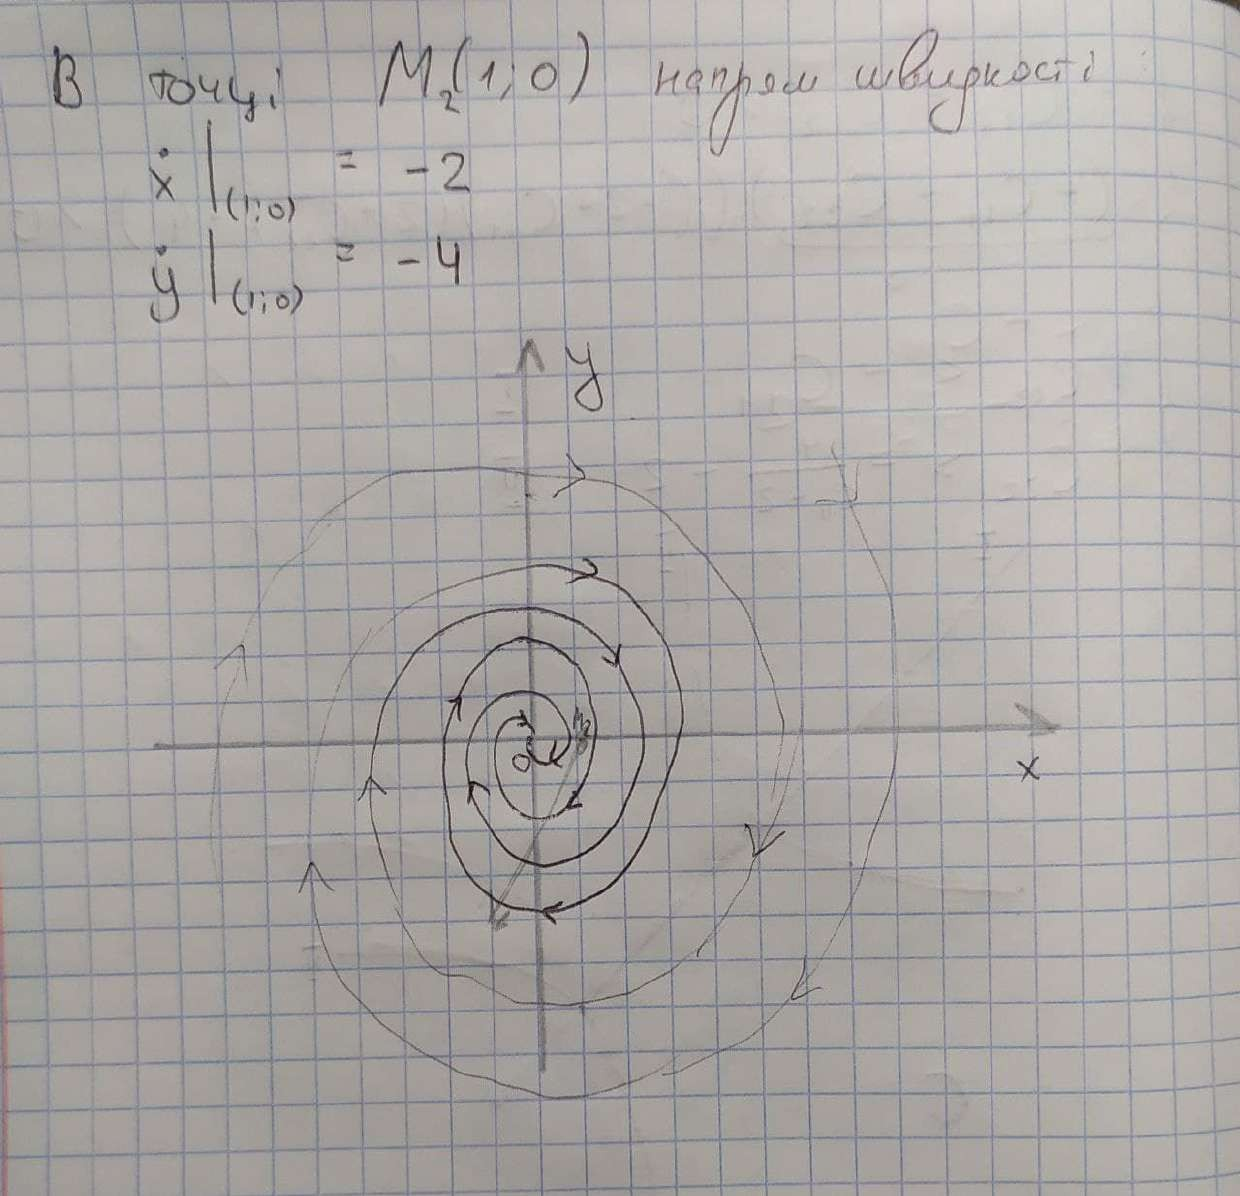 В точці M₂(1;0) напрям швидкості
ẋ|(1;0) = -2
ẏ|(1;0) = -4
y
0
x